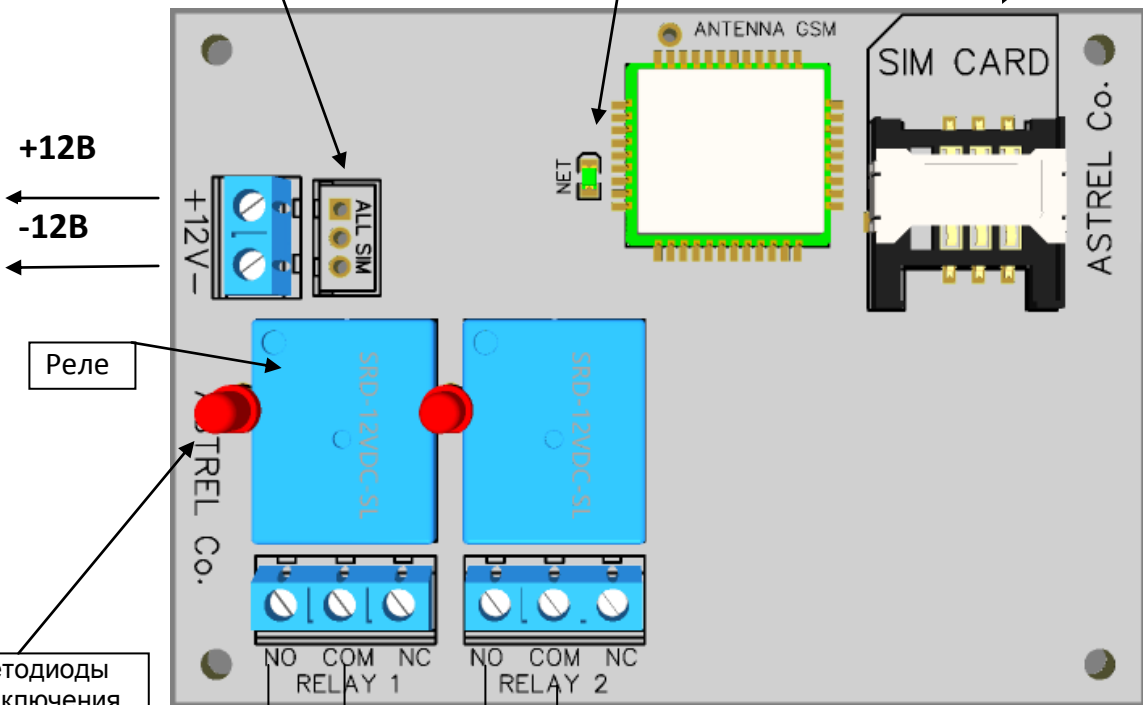 ANTENNA GSM
SIM CARD
ASTREL Co.
+12В
-12В
+12V-
ALL SIM
NET
Реле
SRD-12VDC-SL
SRD-12VDC-SL
TREL Co.
NO COM NC
RELAY 1
NO COM NC
RELAY 2